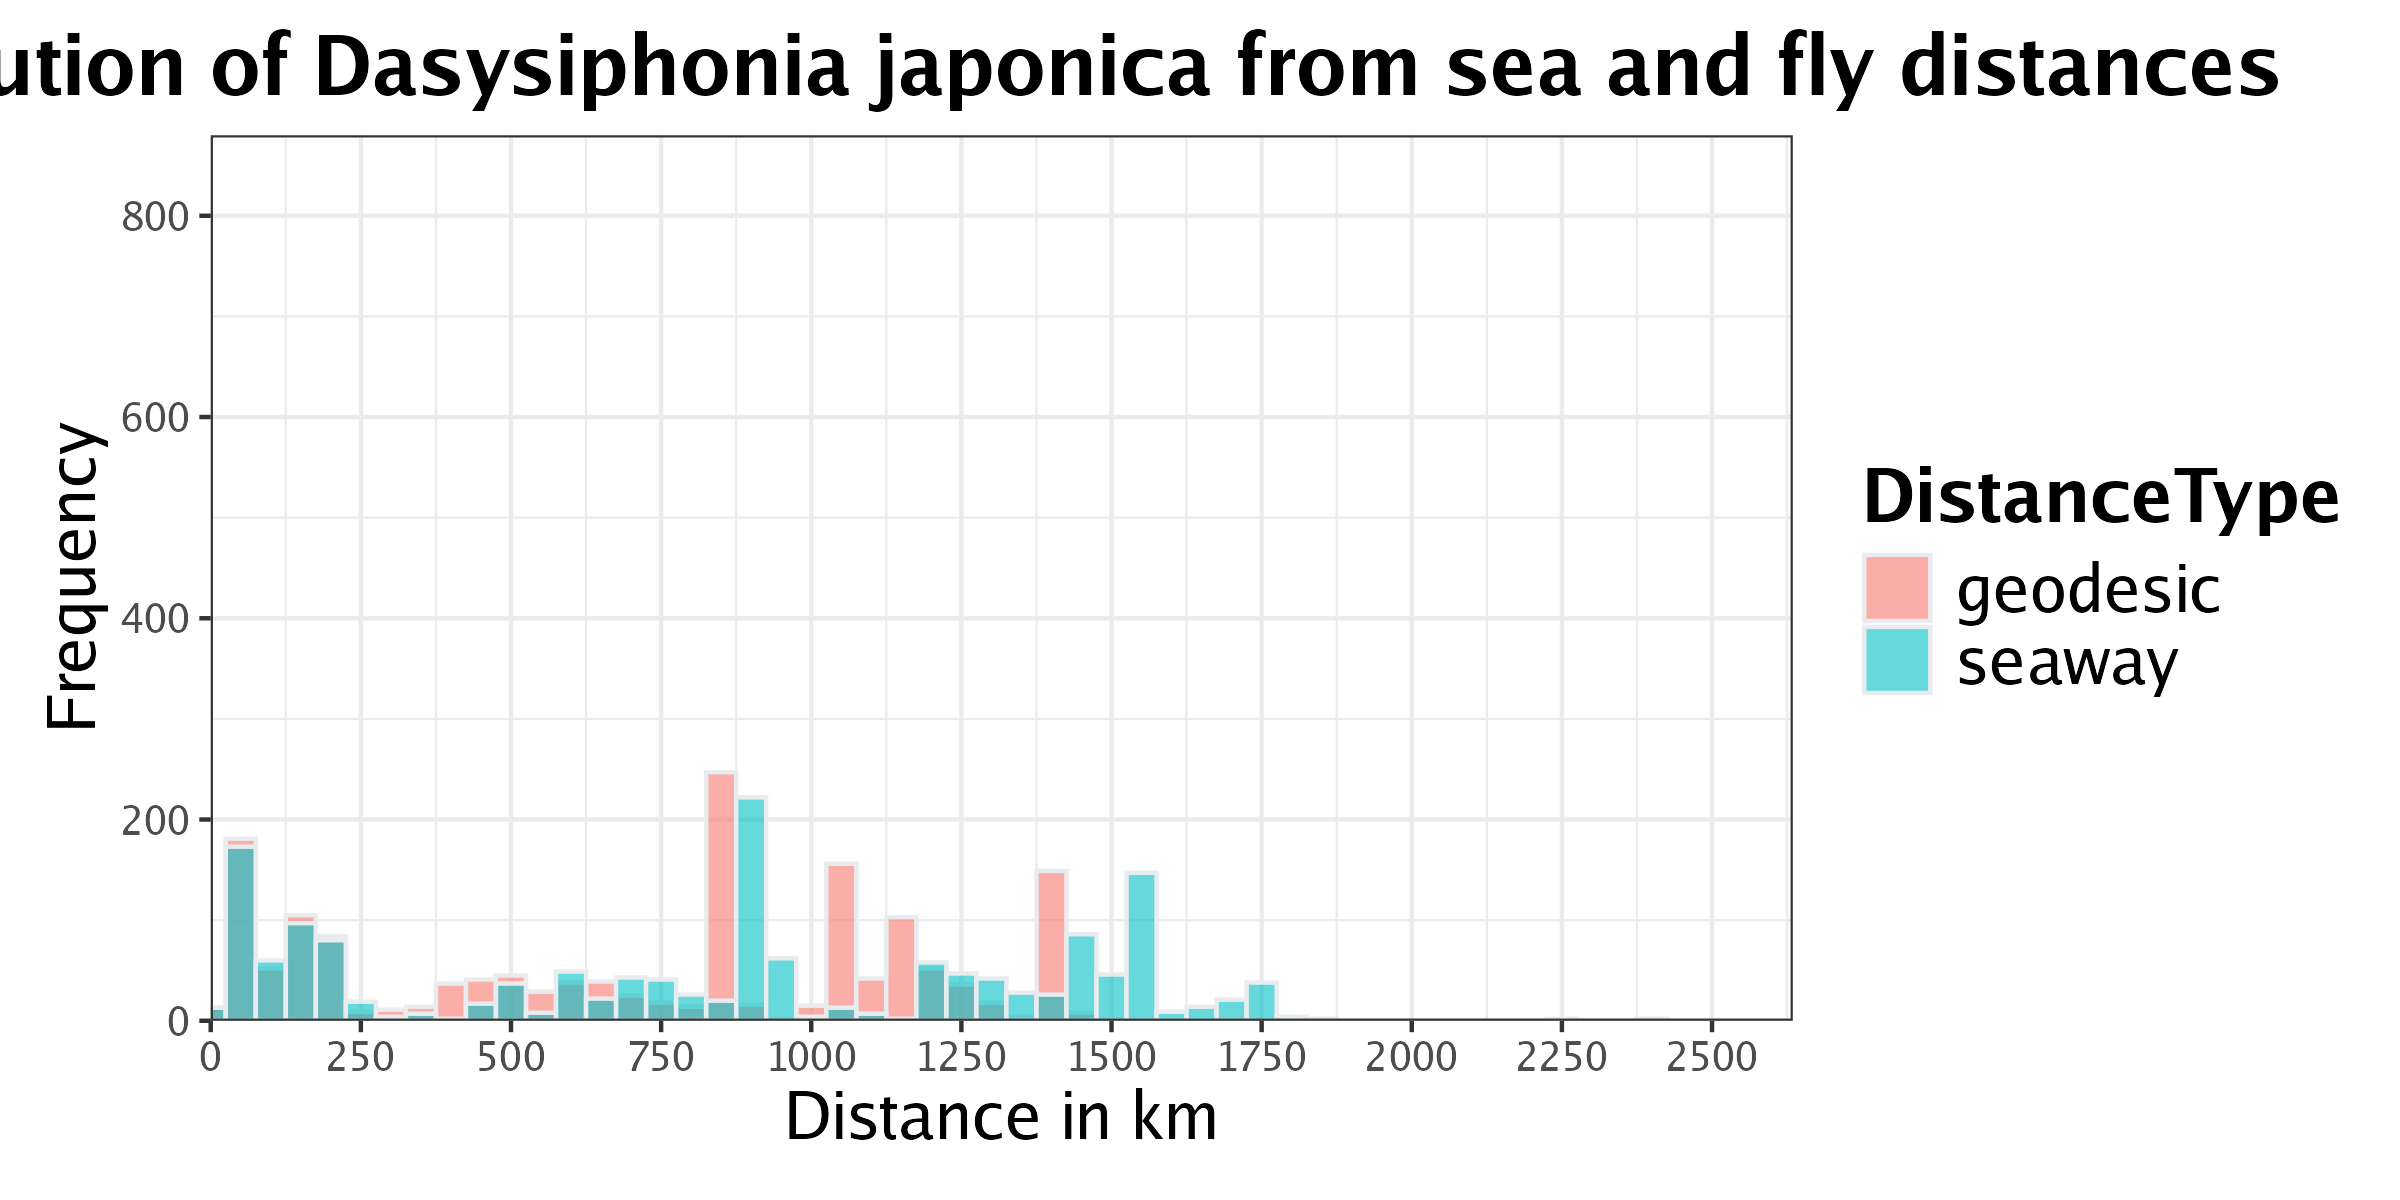 of Dasysiphonia japonica from sea and fly distances
800
600
400
200
0
Frequency
0 250 500 750 1000 1250 1500 1750 2000 2250 2500
Distance in km
DistanceType
geodesic
seaway